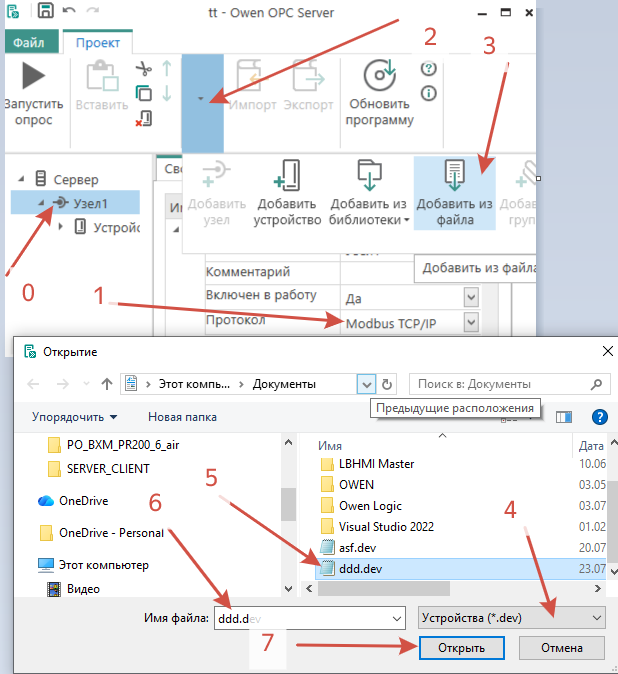 tt - Owen OPC Server
Файл
Проект
2
3
Запустить опрос
Вставить
Импорт
Экспорт
Обновить программу
Сво
Сервер
Узел1
Устройс
Добавить узел
Добавить устройство
Добавить из библиотеки
Добавить из файла
Добавить груп
0
Комментарий
Добавить из файла
1
Включен в работу
Да
Протокол
Modbus TCP/IP
Открытие
Этот компь... > Документы
Поиск в: Документы
Предыдущие расположения
Упорядочить
Новая папка
?
PO_BXM_PR200_6_air
SERVER_CLIENT
OneDrive
OneDrive - Personal
Этот компьютер
Видео
5
6
4
Имя
Дата
LBHMI Master
10.06
OWEN
03.05
Owen Logic
03.07
Visual Studio 2022
01.02
asf.dev
20.07
ddd.dev
23.07
Имя файла:
ddd.dev
Устройства (*.dev)
7
Открыть
Отмена